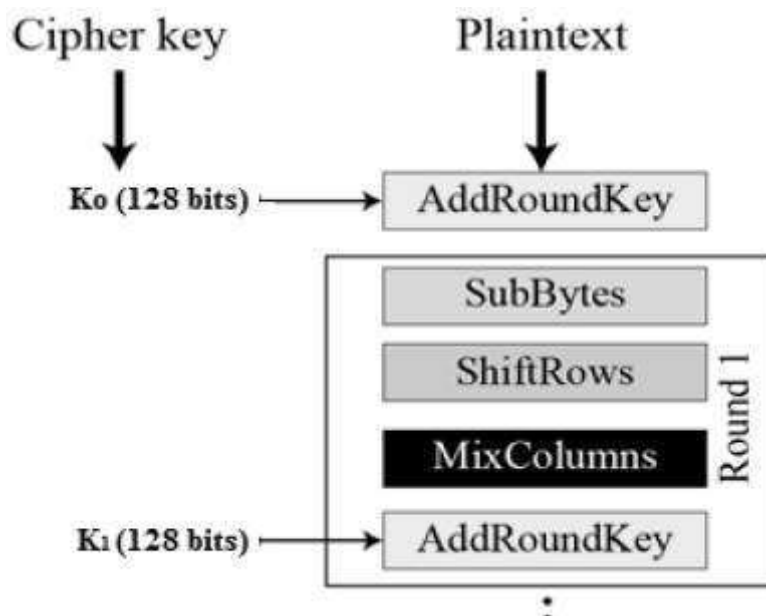 Cipher key
Plaintext
K0 (128 bits)
AddRoundKey
SubBytes
ShiftRows
MixColumns
Round 1
K1 (128 bits)
AddRoundKey